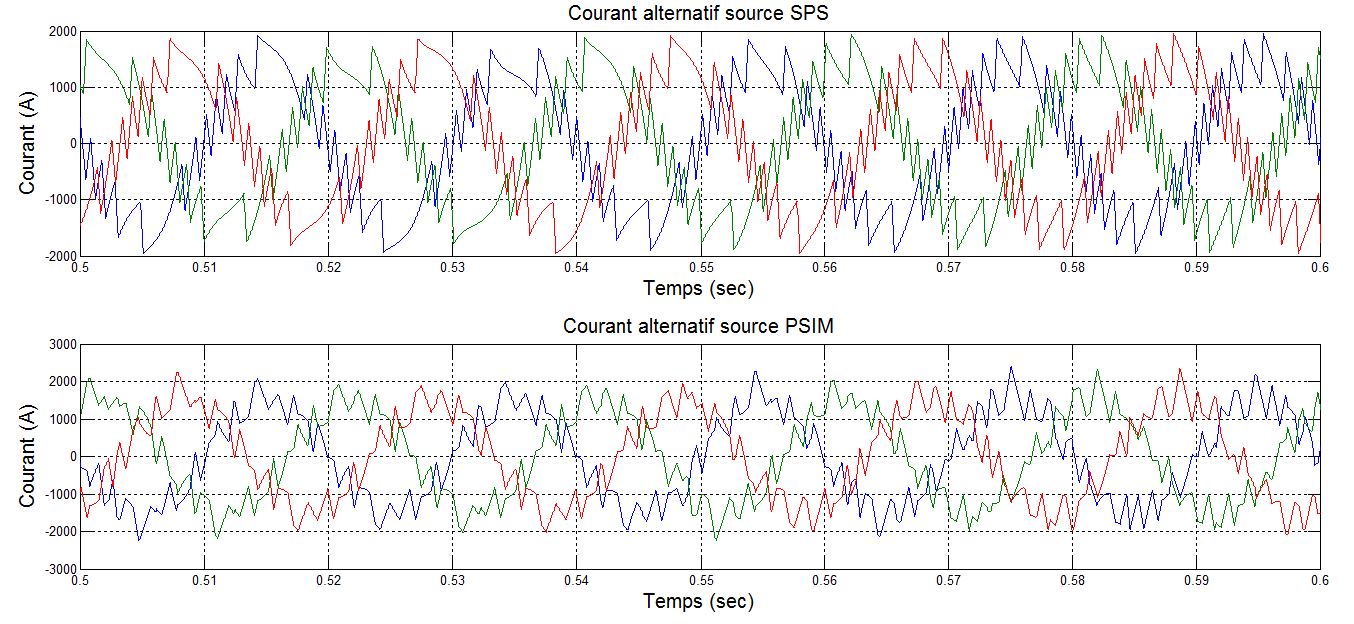 Courant alternatif source SPS
2000
1000
0
-1000
-2000
Courant (A)
0.5 0.51 0.52 0.53 0.54 0.55 0.56 0.57 0.58 0.59 0.6
Temps (sec)
Courant alternatif source PSIM
3000
2000
1000
0
-1000
-2000
-3000
Courant (A)
0.5 0.51 0.52 0.53 0.54 0.55 0.56 0.57 0.58 0.59 0.6
Temps (sec)